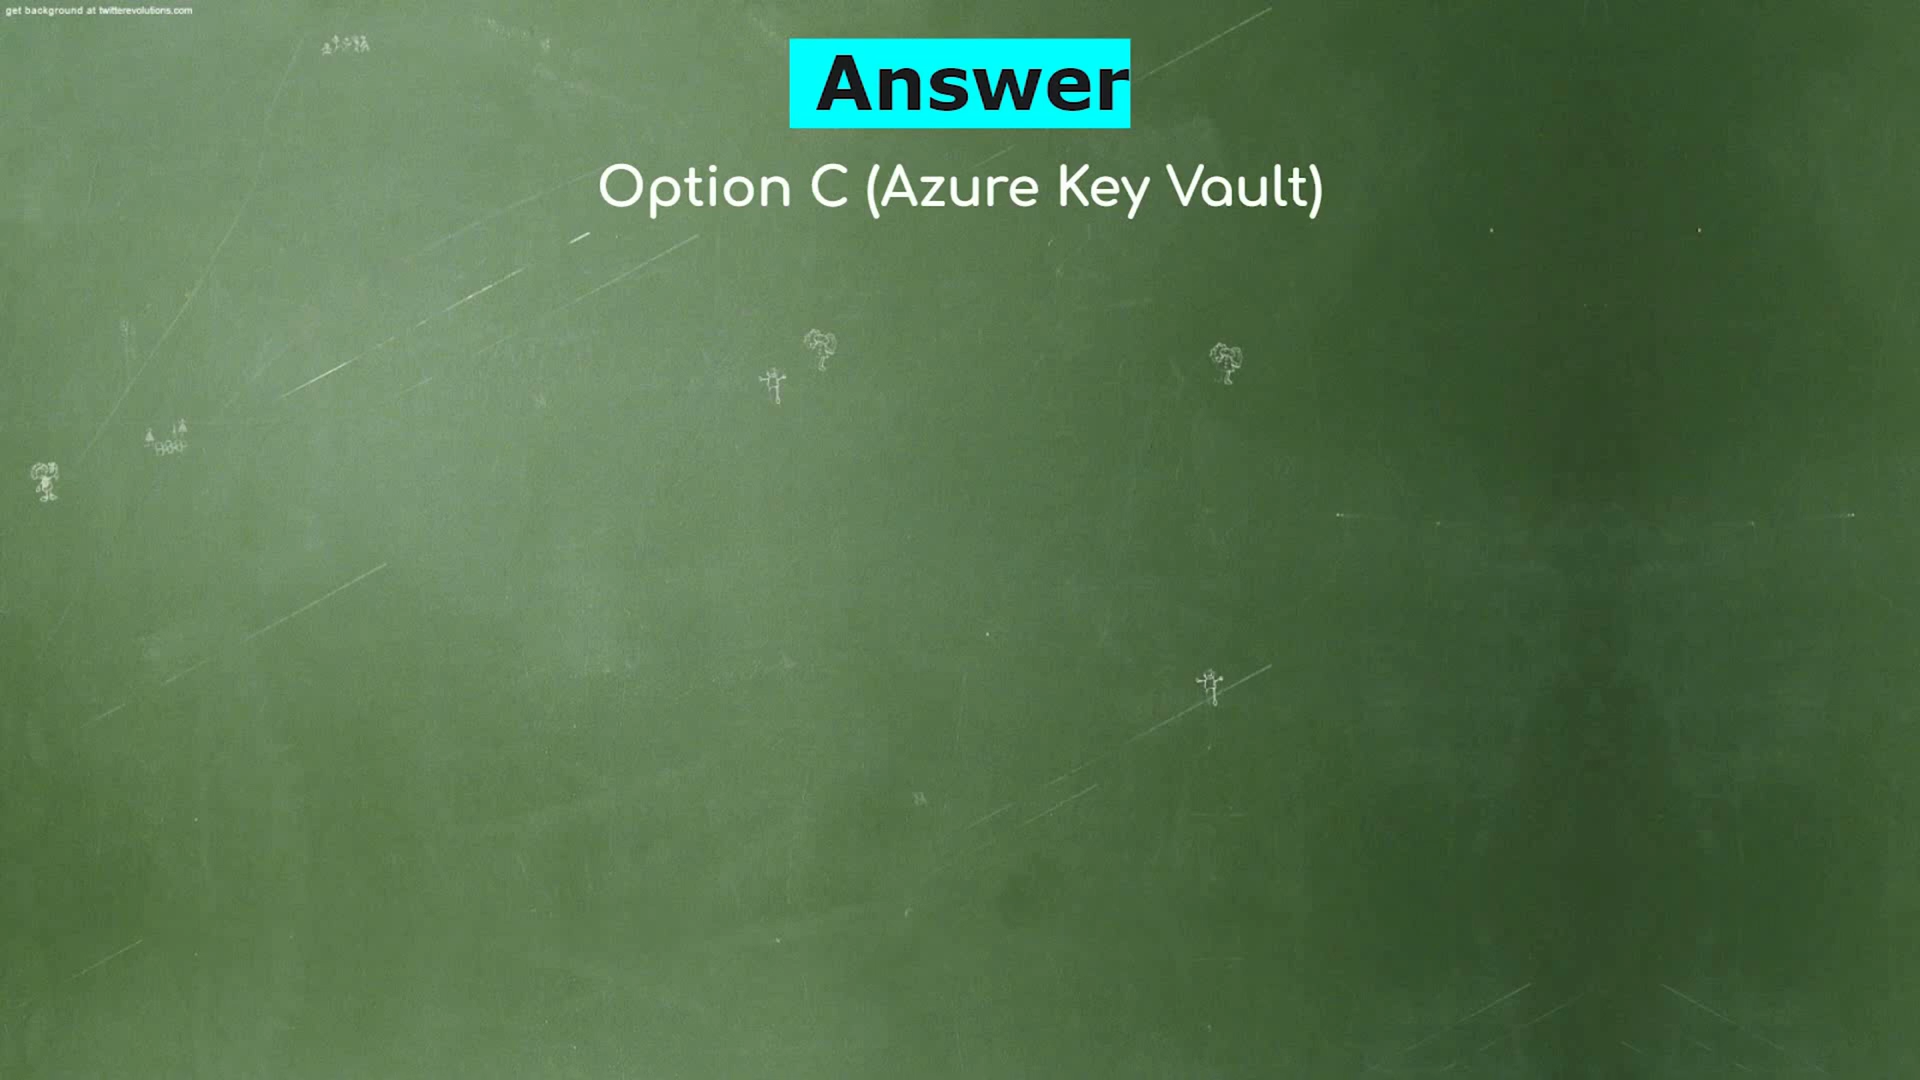 get background at twitterevolutions.com
Answer
Option C (Azure Key Vault)